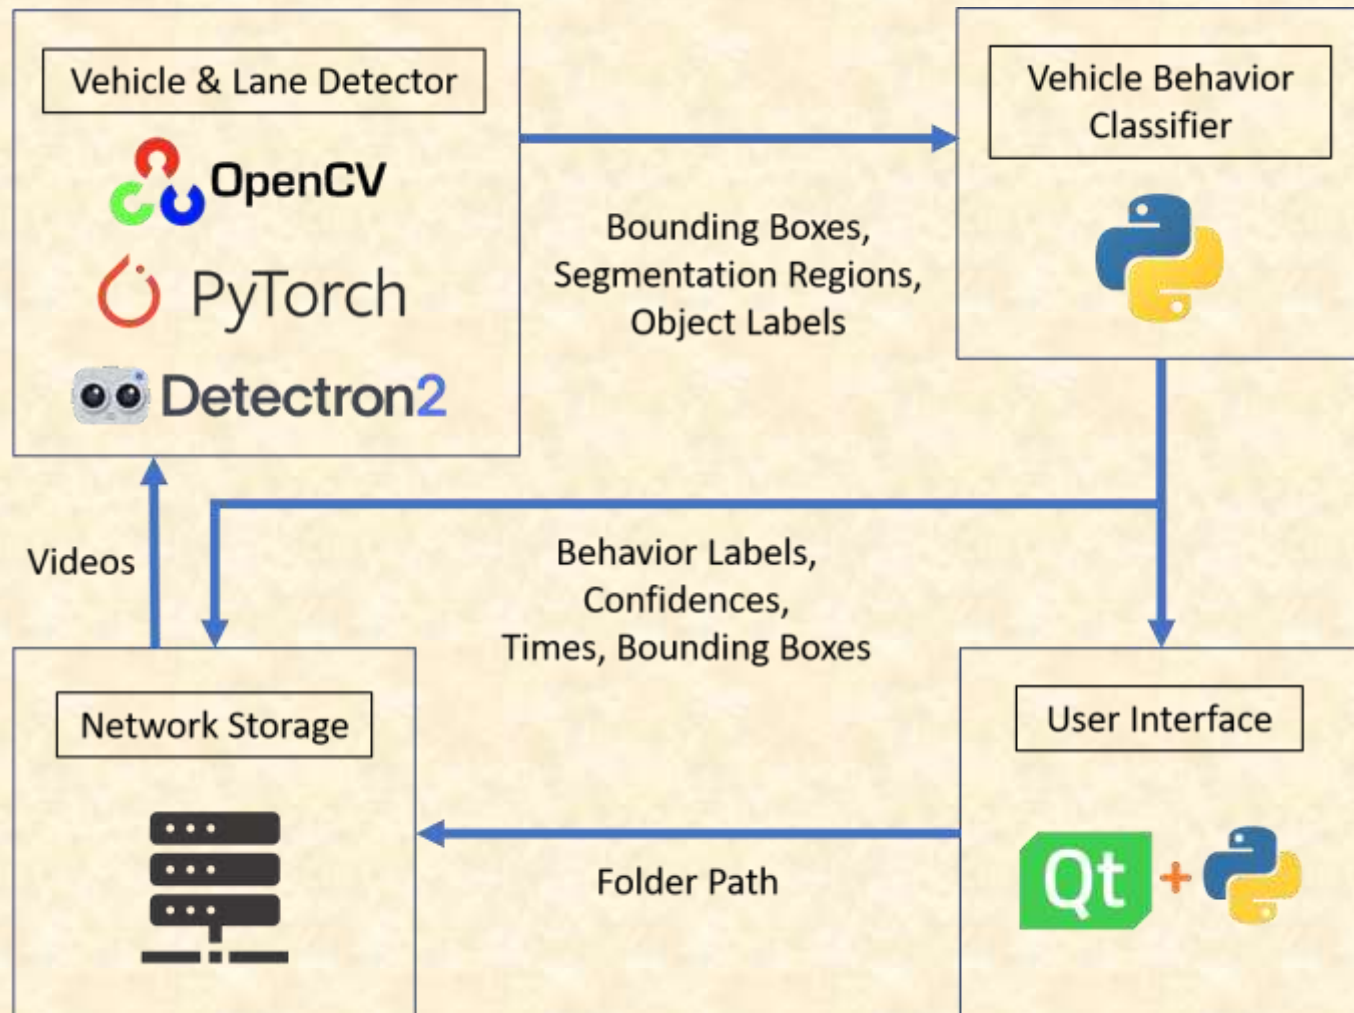 Vehicle & Lane Detector
OpenCV
PyTorch
Detectron2
Bounding Boxes,
Segmentation Regions,
Object Labels
Vehicle Behavior
Classifier
Videos
Behavior Labels,
Confidences,
Times, Bounding Boxes
Network Storage
Folder Path
User Interface
Qt +